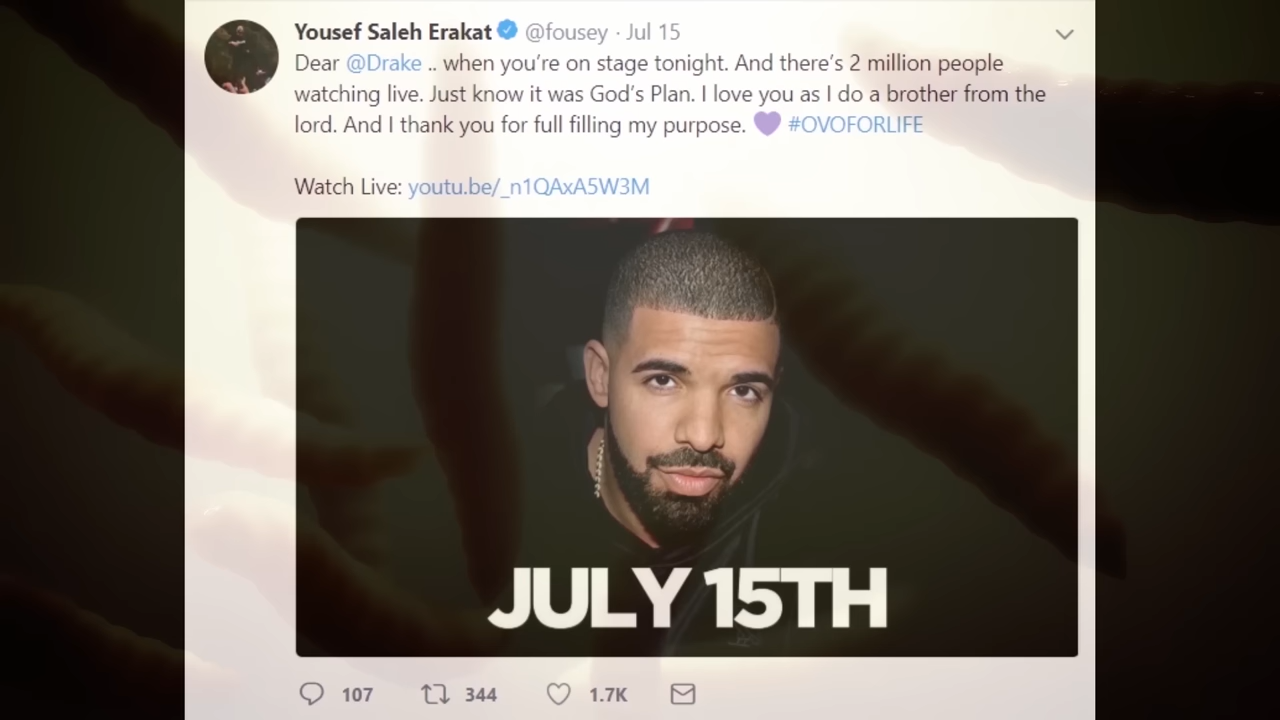 Yousef Saleh Erakat @fousey · Jul 15
Dear @Drake .. when you’re on stage tonight. And there’s 2 million people
watching live. Just know it was God’s Plan. I love you as I do a brother from the
lord. And I thank you for full filling my purpose. 💜 #OVOFORLIFE
Watch Live: youtu.be/_n1QAxA5W3M
JULY 15TH
107 344 1.7K